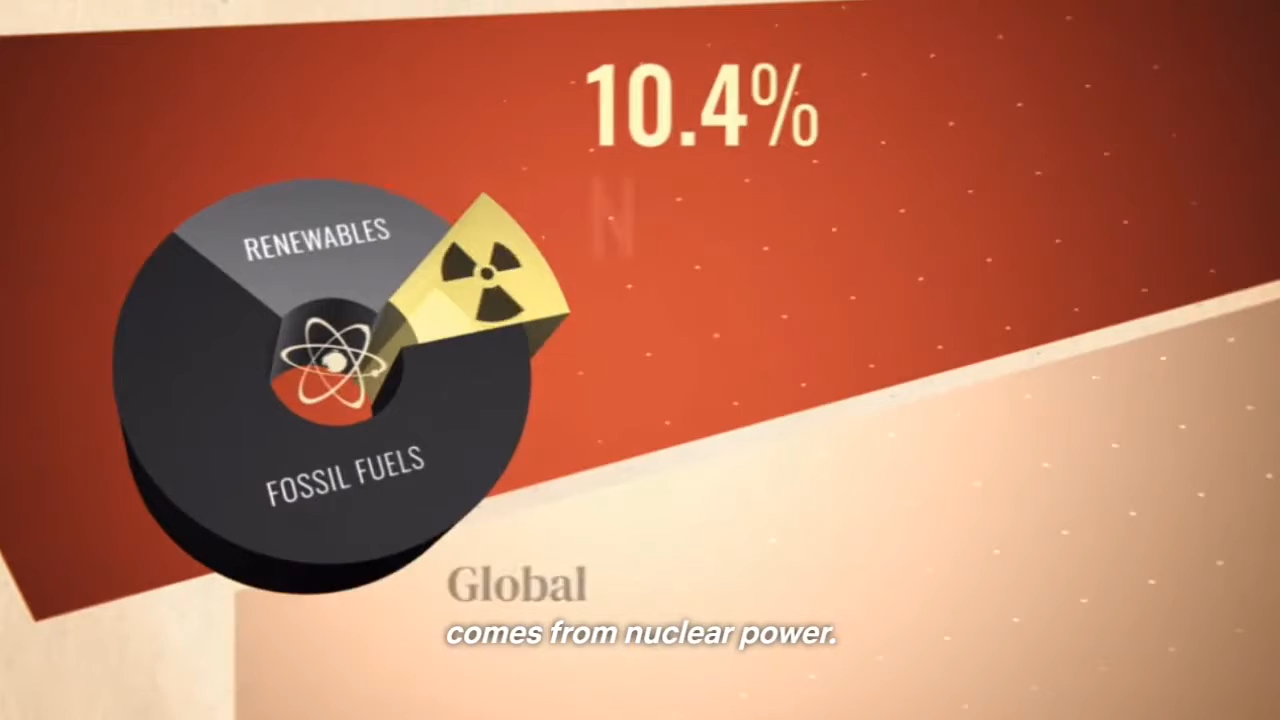 10.4%
N
RENEWABLES
FOSSIL FUELS
Global
comes from nuclear power.